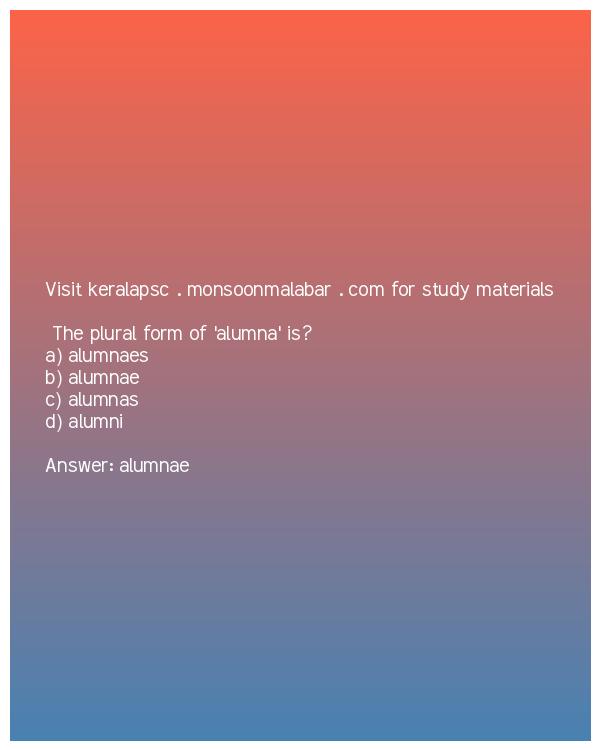 Visit keralapsc . monsoonmalabar . com for study materials
The plural form of 'alumna' is?
a) alumnaes
b) alumnae
c) alumnas
d) alumni
Answer: alumnae